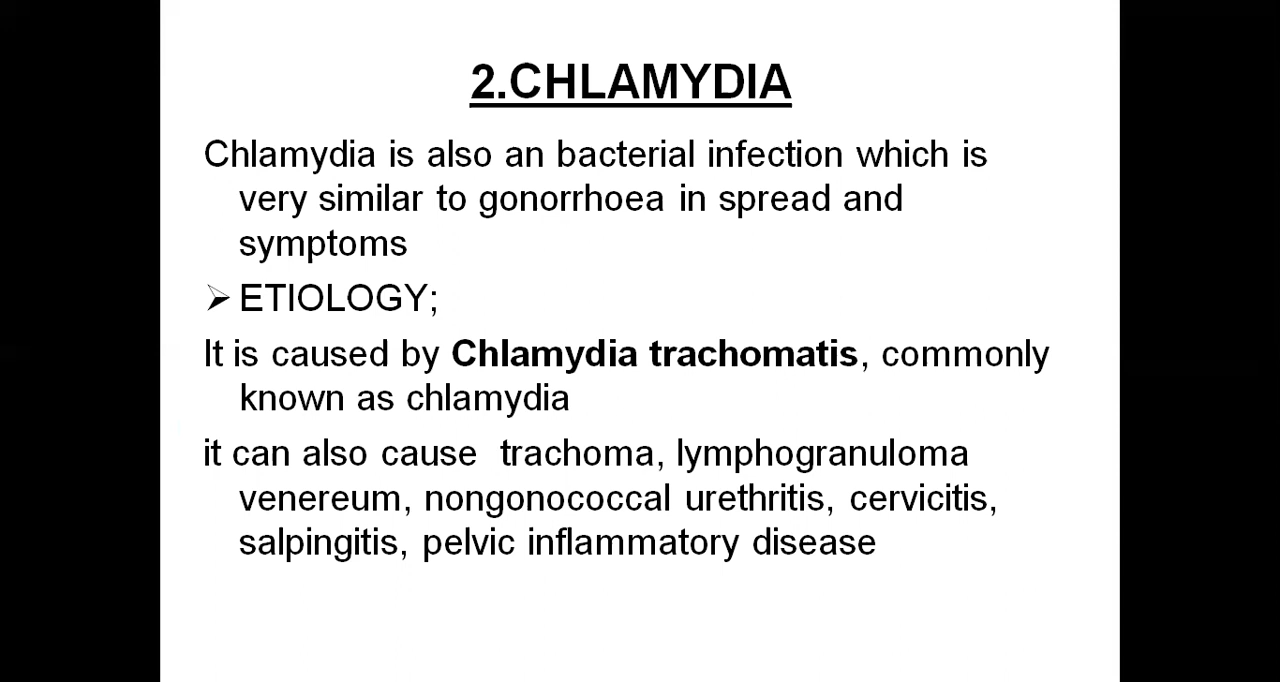 2.CHLAMYDIA
Chlamydia is also an bacterial infection which is
very similar to gonorrhoea in spread and
symptoms
➢ ETIOLOGY;
It is caused by Chlamydia trachomatis, commonly
known as chlamydia
it can also cause  trachoma, lymphogranuloma
venereum, nongonococcal urethritis, cervicitis,
salpingitis, pelvic inflammatory disease